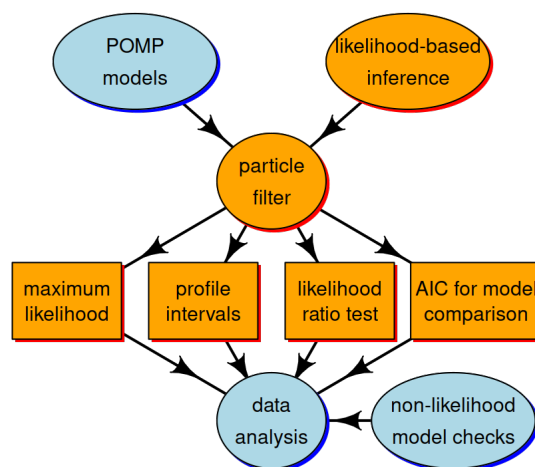 POMP
models
likelihood-based
inference
particle
filter
maximum
likelihood
profile
intervals
likelihood
ratio test
AIC for model
comparison
data
analysis
non-likelihood
model checks